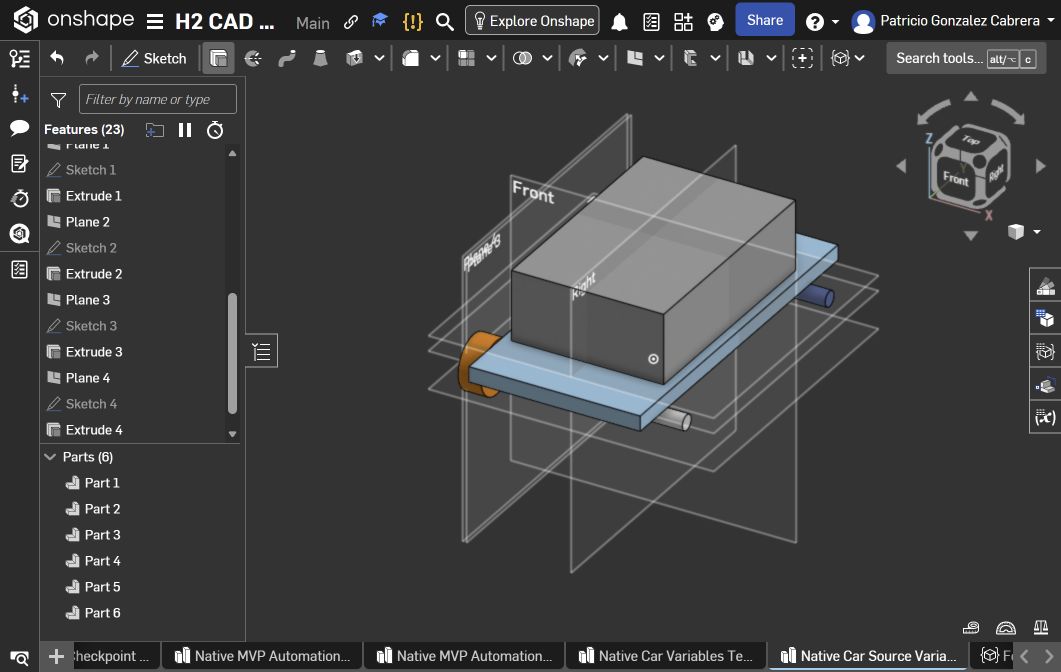 onshape H2 CAD ... Main Explore Onshape Share Patricio Gonzalez Cabrera
Sketch Search tools... alt/⌥ c
Filter by name or type
Features (23)
Plane 1
Sketch 1
Extrude 1
Plane 2
Sketch 2
Extrude 2
Plane 3
Sketch 3
Extrude 3
Plane 4
Sketch 4
Extrude 4
Parts (6)
Part 1
Part 2
Part 3
Part 4
Part 5
Part 6
Front
Right
Z
Top
Y
Front
Right
X
Checkpoint ... Native MVP Automation... Native MVP Automation... Native Car Variables Te... Native Car Source Varia...